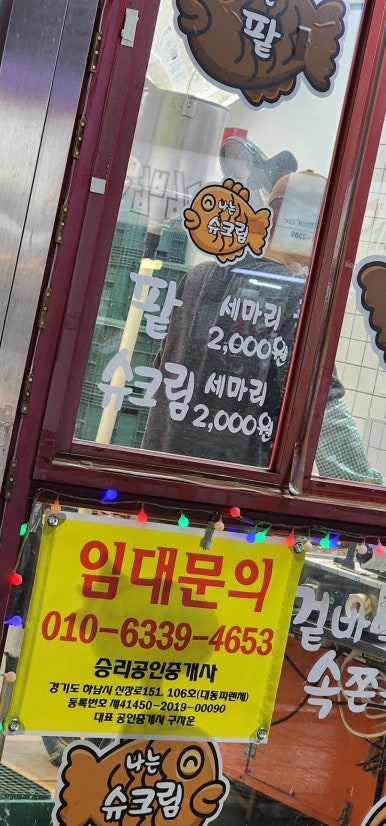 팥
나는
슈크림
팥
세마리
2,000원
슈크림
세마리
2,000원
임대문의
010-6339-4653
승리공인중개사
경기도 하남시 신장로151. 106호(대동피렌체)
등록번호 제41450-2019-00090
대표 공인중개사 구자운
겉바
속쫀
나는
슈크림